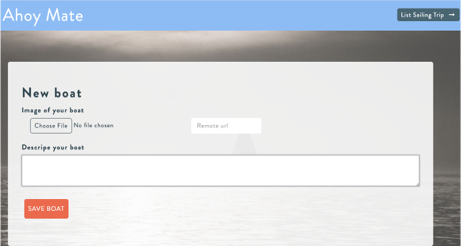 Ahoy Mate
List Sailing Trip →
New boat
Image of your boat
Choose File No file chosen
Remote url
Descripe your boat
SAVE BOAT